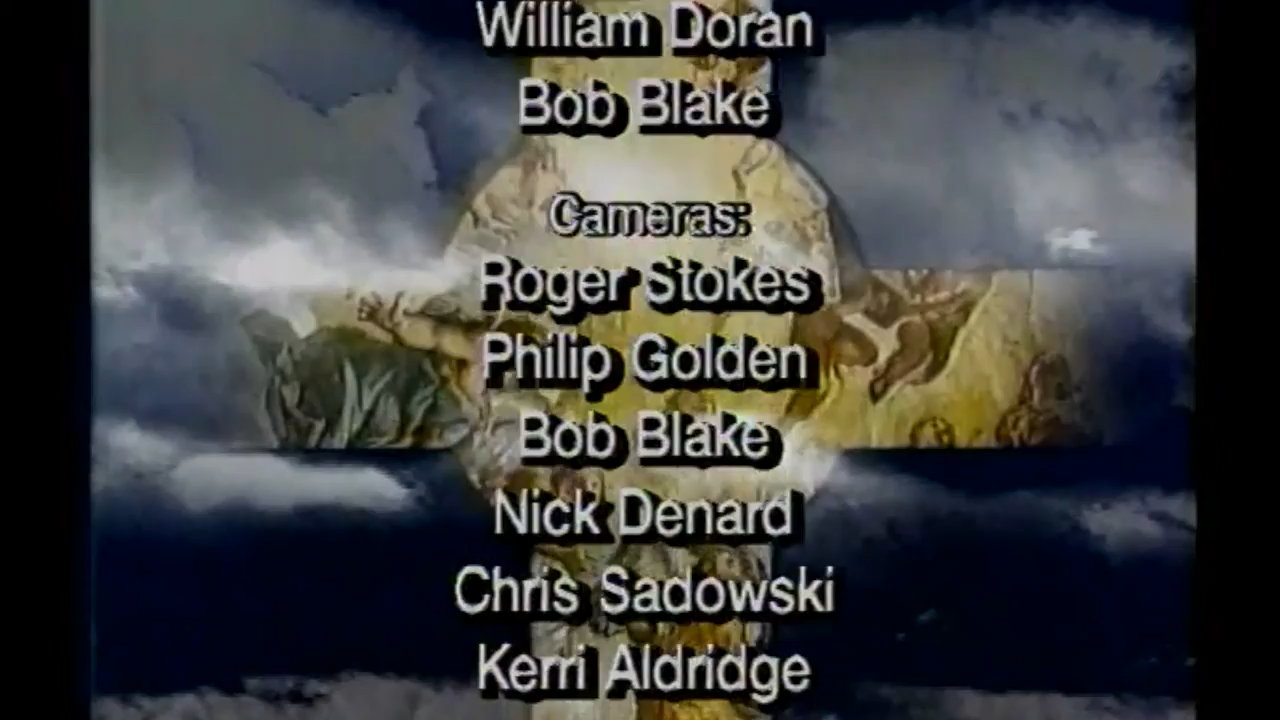 William Doran
Bob Blake
Cameras:
Roger Stokes
Philip Golden
Bob Blake
Nick Denard
Chris Sadowski
Kerri Aldridge